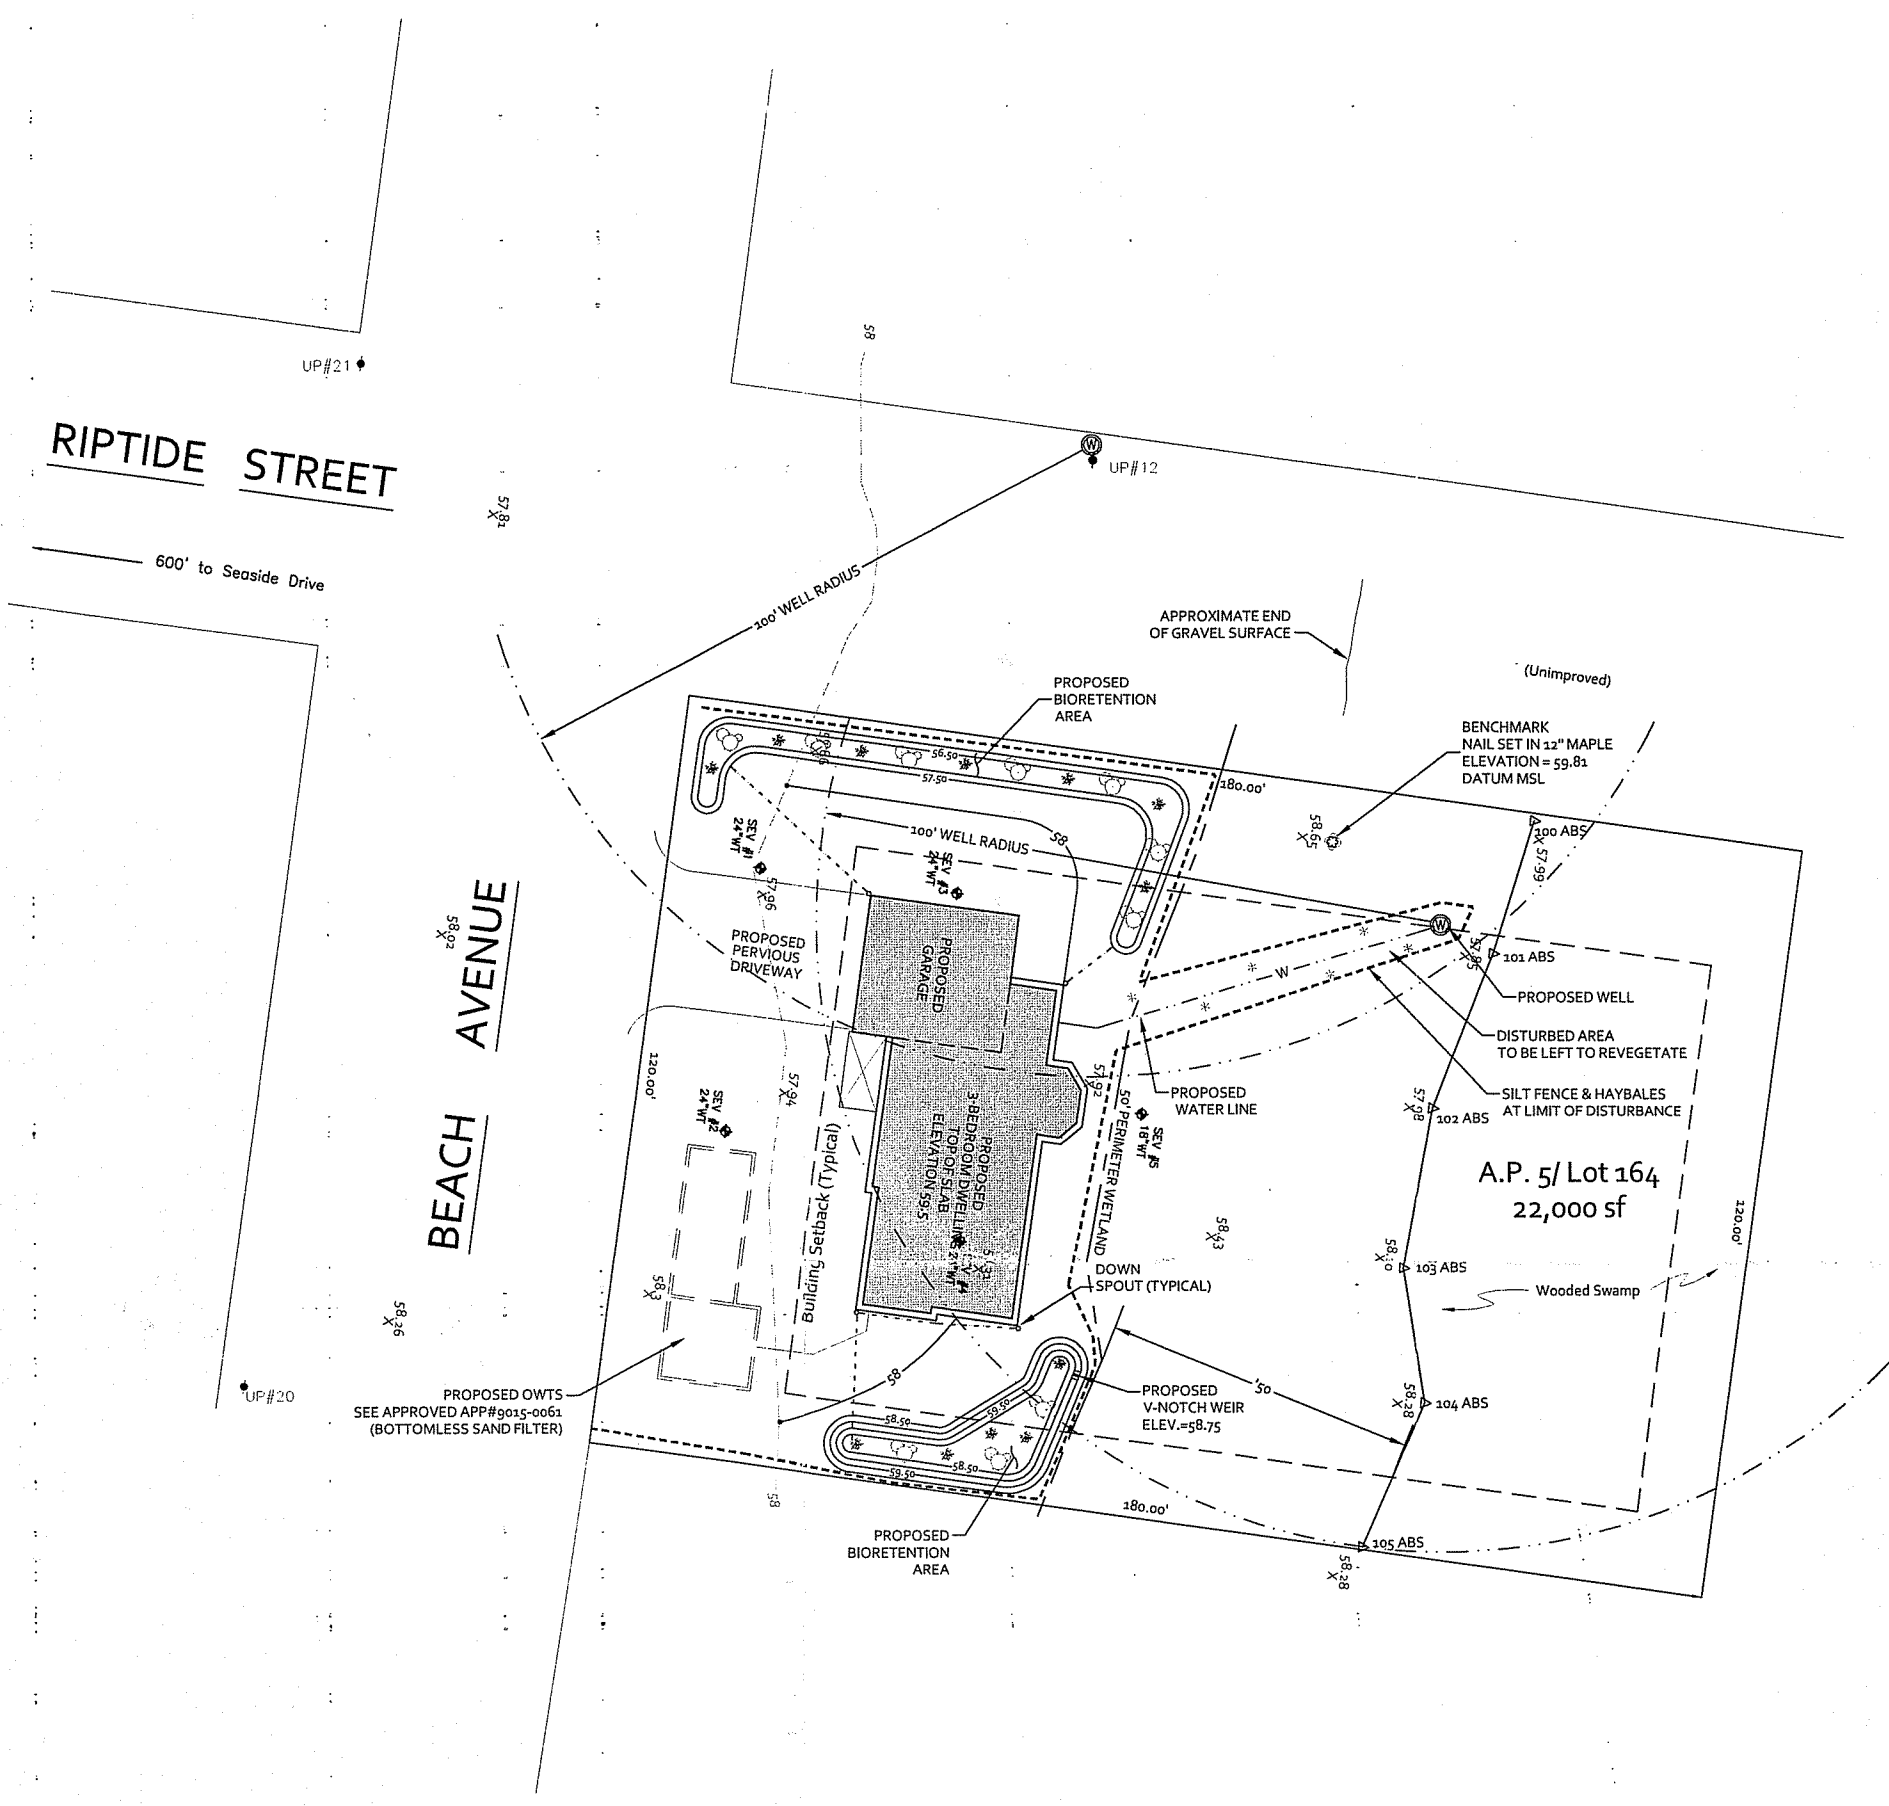 58
UP#21
RIPTIDE STREET
UP#12
57.81
600' to Seaside Drive
100' WELL RADIUS
APPROXIMATE END
OF GRAVEL SURFACE
(Unimproved)
PROPOSED
BIORETENTION
AREA
BENCHMARK
NAIL SET IN 12" MAPLE
ELEVATION = 59.81
DATUM MSL
56.50
57.50
180.00'
58.65
100 ABS
57.99
SEV #1
24"WT
100' WELL RADIUS
58
SEV #3
24"WT
57.96
58.02
PROPOSED
PERVIOUS
DRIVEWAY
PROPOSED
GARAGE
W
W
57.85
101 ABS
PROPOSED WELL
DISTURBED AREA
TO BE LEFT TO REVEGETATE
SILT FENCE & HAYBALES
AT LIMIT OF DISTURBANCE
PROPOSED
WATER LINE
BEACH AVENUE
120.00'
57.94
57.92
57.98
102 ABS
SEV #2
24"WT
50' PERIMETER WETLAND
SEV #5
18"WT
PROPOSED
3-BEDROOM DWELLING
TOP OF SLAB
ELEVATION 59.5
Building Setback (Typical)
A.P. 5/ Lot 164
22,000 sf
120.00'
58.43
103 ABS
Wooded Swamp
DOWN
SPOUT (TYPICAL)
58.3
58.26
UP#20
PROPOSED OWTS
SEE APPROVED APP#9015-0061
(BOTTOMLESS SAND FILTER)
58
PROPOSED
V-NOTCH WEIR
ELEV.=58.75
50'
58.28
104 ABS
58.50
59.50
59.50
58.50
58
180.00'
105 ABS
58.28
PROPOSED
BIORETENTION
AREA